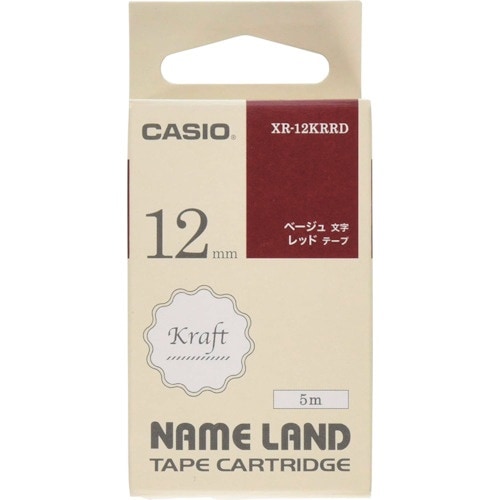 CASIO®
XR-12KRRD
12mm
ベージュ 文字
レッド テープ
Kraft
5m
NAME LAND
TAPE CARTRIDGE